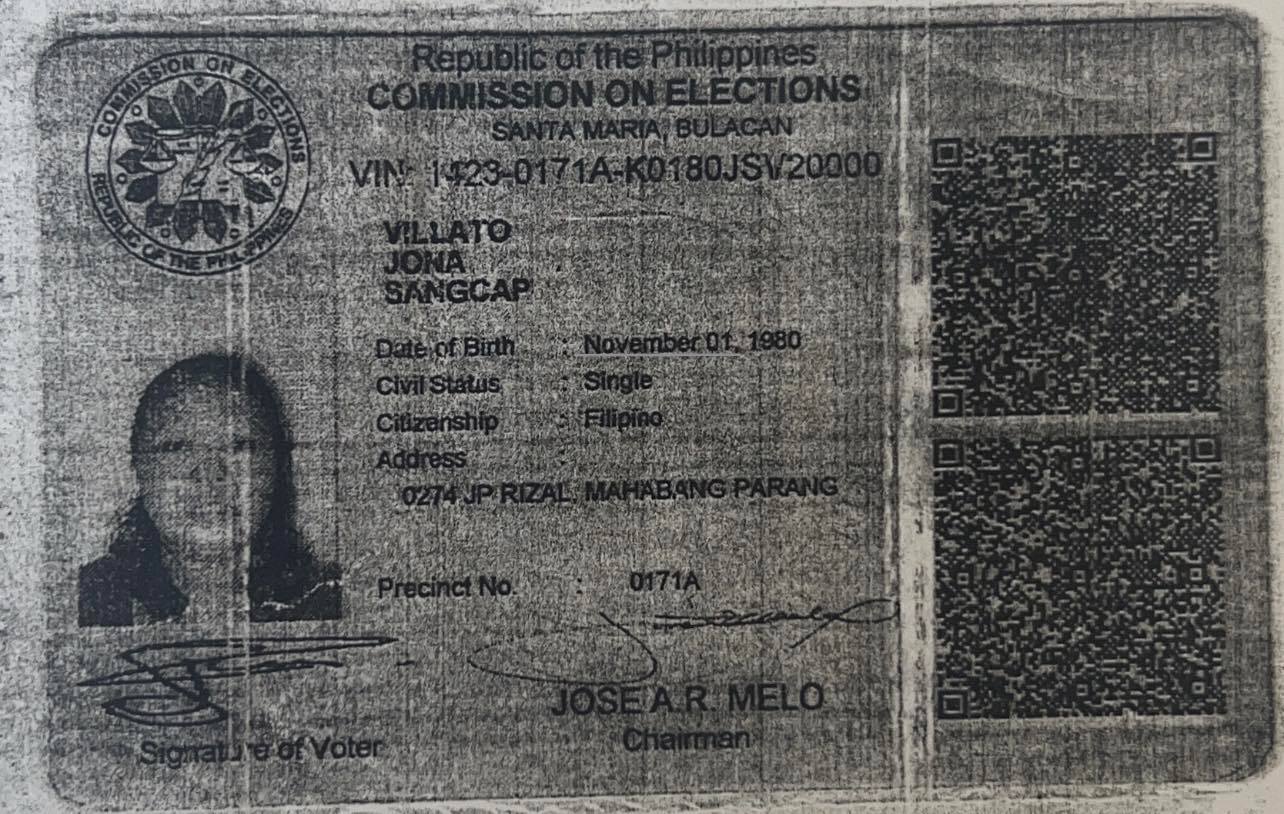 Republic of the Philippines
COMMISSION ON ELECTIONS
SANTA MARIA, BULACAN
VIN: 1423-0171A-K0180JSV20000
COMMISSION ON ELECTIONS
REPUBLIC OF THE PHILIPPINES
VILLATO
JONA
SANGCAP
Date of Birth : November 01, 1980
Civil Status : Single
Citizenship : Filipino
Address :
0274 JP RIZAL, MAHABANG PARANG
Precinct No. : 0171A
JOSE A.R. MELO
Chairman
Signature of Voter